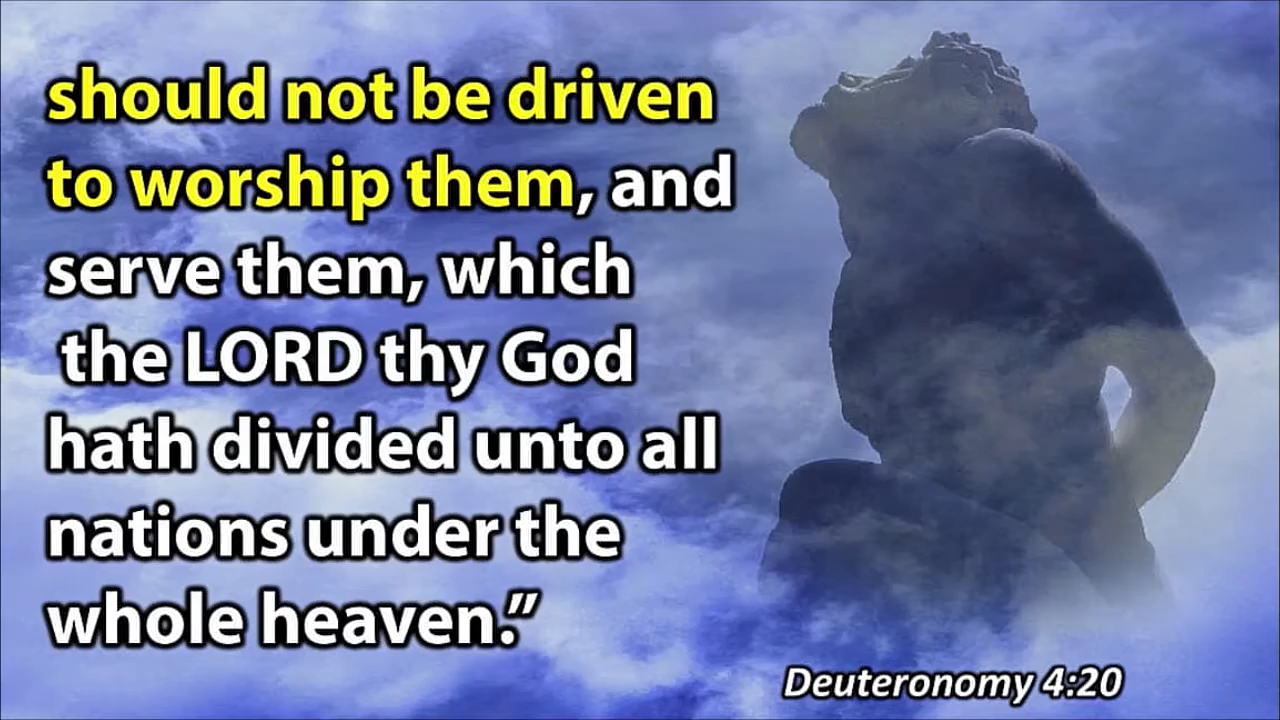 should not be driven
to worship them, and
serve them, which
the LORD thy God
hath divided unto all
nations under the
whole heaven.”
Deuteronomy 4:20